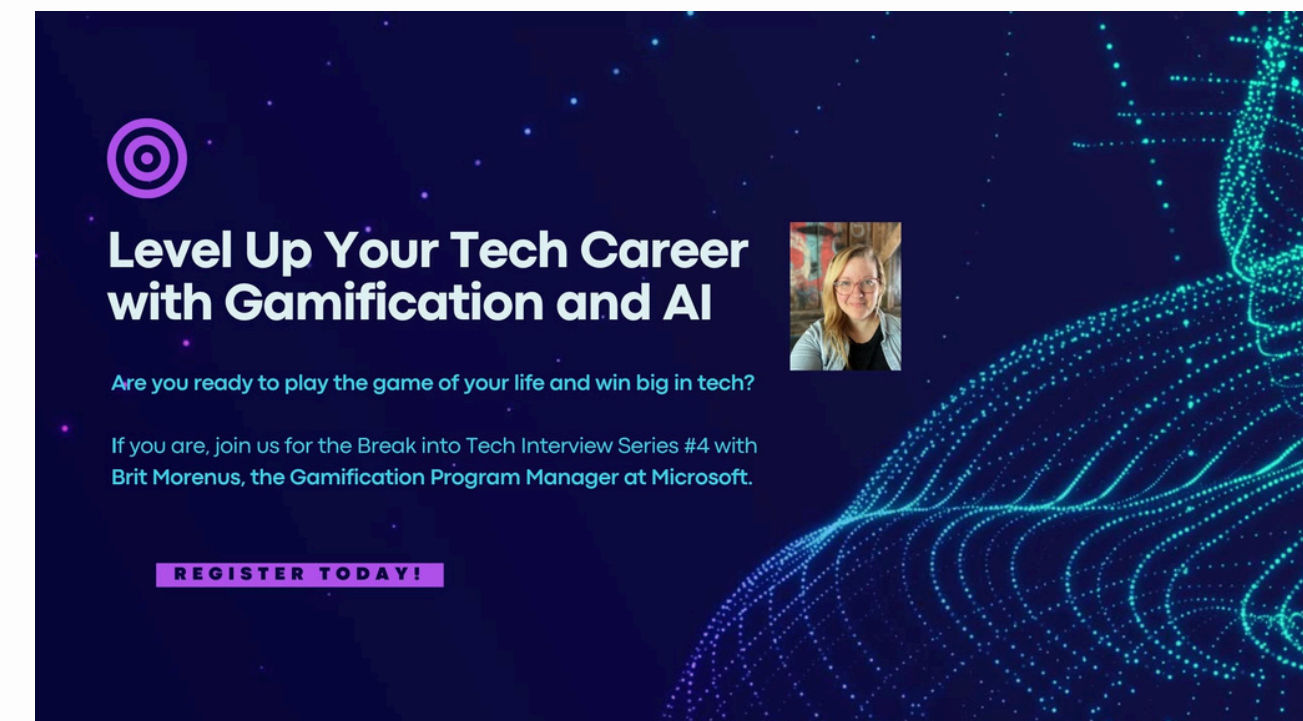 Level Up Your Tech Career
with Gamification and AI
Are you ready to play the game of your life and win big in tech?
If you are, join us for the Break into Tech Interview Series #4 with
Brit Morenus, the Gamification Program Manager at Microsoft.
REGISTER TODAY!